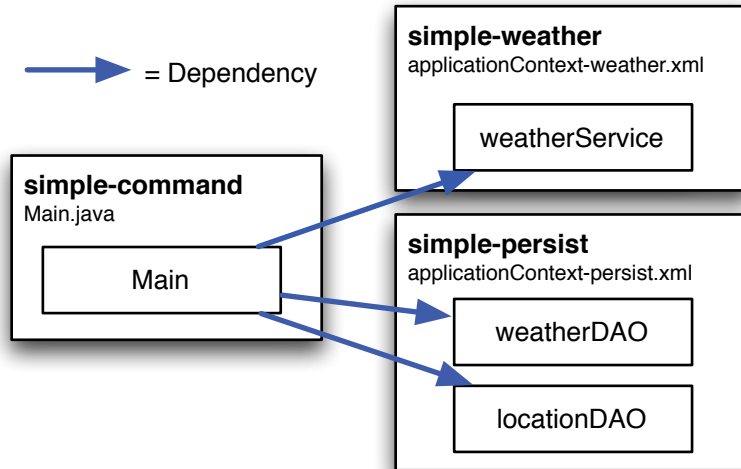 = Dependency
simple-command
Main.java
Main
simple-weather
applicationContext-weather.xml
weatherService
simple-persist
applicationContext-persist.xml
weatherDAO
locationDAO